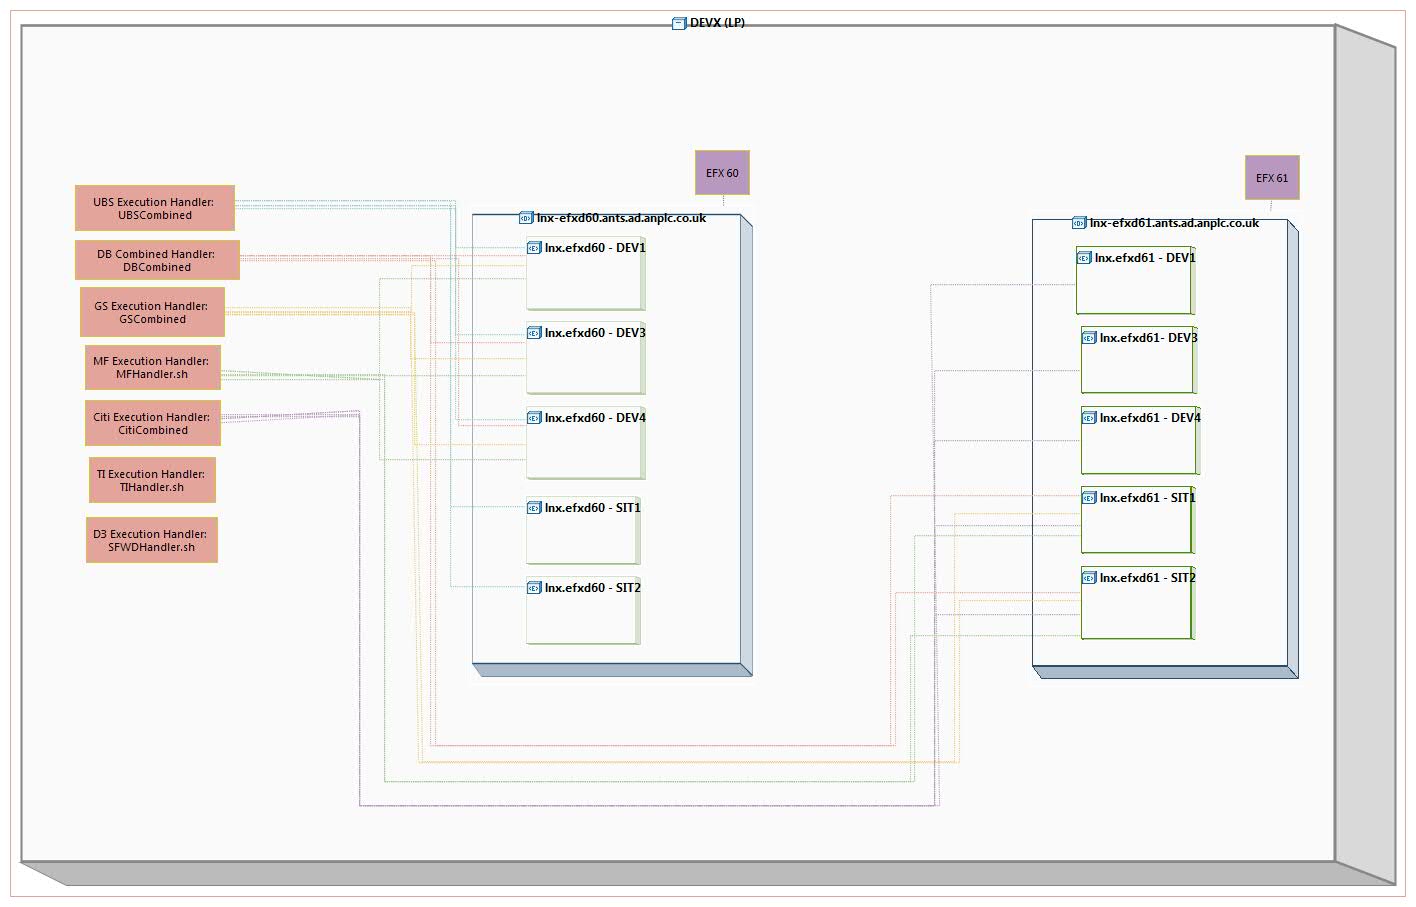 DEVX (LP)
UBS Execution Handler:
UBSCombined
DB Combined Handler:
DBCombined
GS Execution Handler:
GSCombined
MF Execution Handler:
MFHandler.sh
Citi Execution Handler:
CitiCombined
TI Execution Handler:
TIHandler.sh
D3 Execution Handler:
SFWDHandler.sh
EFX 60
lnx-efxd60.ants.ad.anplc.co.uk
lnx.efxd60 - DEV1
lnx.efxd60 - DEV3
lnx.efxd60 - DEV4
lnx.efxd60 - SIT1
lnx.efxd60 - SIT2
EFX 61
lnx-efxd61.ants.ad.anplc.co.uk
lnx.efxd61 - DEV1
lnx.efxd61- DEV3
lnx.efxd61 - DEV4
lnx.efxd61 - SIT1
lnx.efxd61 - SIT2